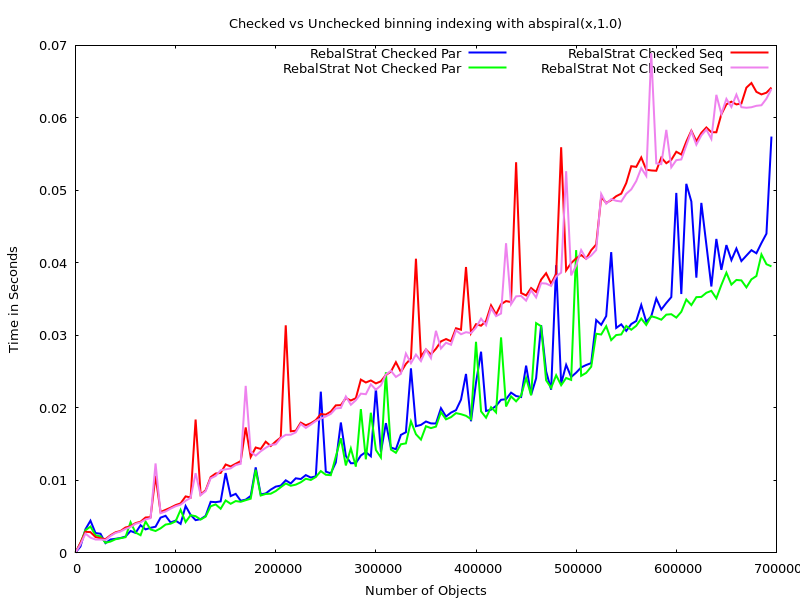 Checked vs Unchecked binning indexing with abspiral(x,1.0)
RebalStrat Checked Par RebalStrat Checked Seq
RebalStrat Not Checked Par RebalStrat Not Checked Seq
0.07
0.06
0.05
0.04
0.03
0.02
0.01
0
Time in Seconds
0 100000 200000 300000 400000 500000 600000 700000
Number of Objects